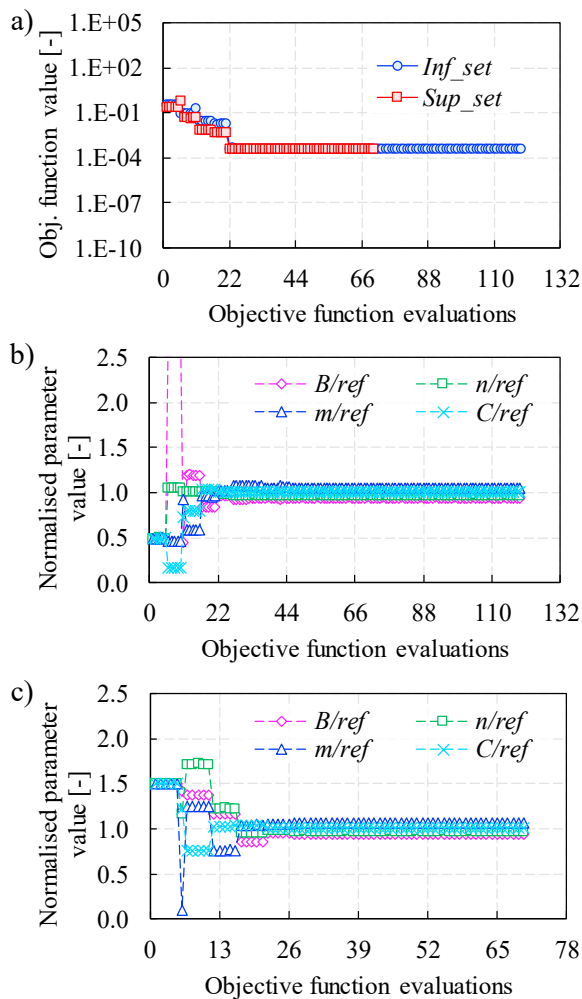 a)
1.E+05
1.E+02
1.E-01
1.E-04
1.E-07
1.E-10
Obj. function value [-]
Inf_set
Sup_set
0 22 44 66 88 110 132
Objective function evaluations
b)
2.5
2.0
1.5
1.0
0.5
0.0
Normalised parameter
value [-]
B/ref n/ref
m/ref C/ref
0 22 44 66 88 110 132
Objective function evaluations
c)
2.5
2.0
1.5
1.0
0.5
0.0
Normalised parameter
value [-]
B/ref n/ref
m/ref C/ref
0 13 26 39 52 65 78
Objective function evaluations